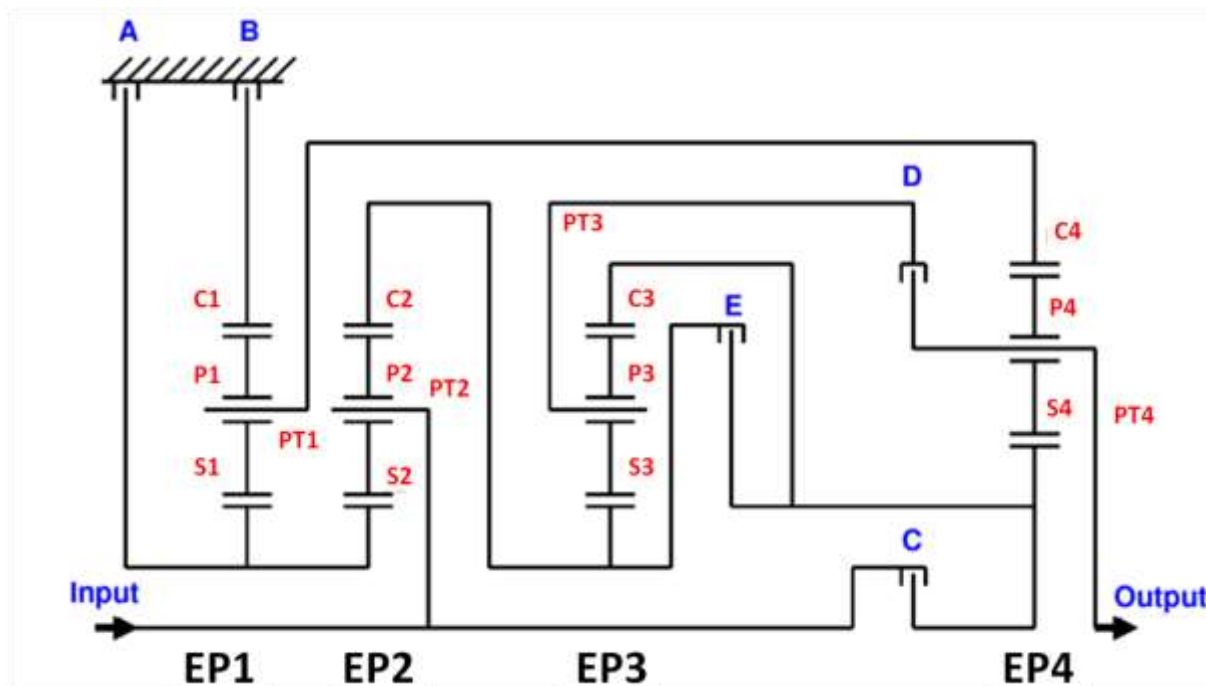 A B
D
PT3
C4
C1 C2 C3 E P4
P1 P2 PT2 P3
S4
PT4
PT1
S1 S2 S3
C
Input Output
EP1 EP2 EP3 EP4